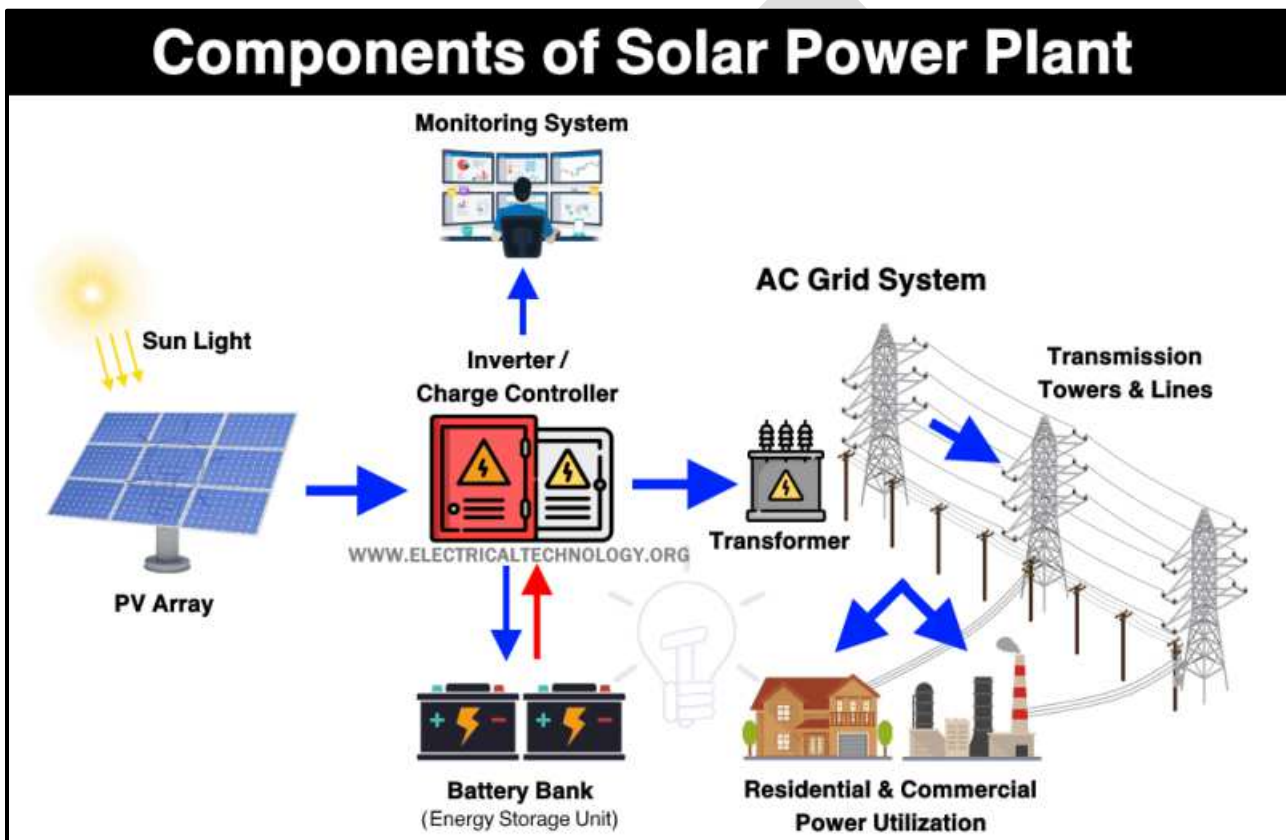 Components of Solar Power Plant
Monitoring System
AC Grid System
Sun Light
Transmission
Towers & Lines
Inverter /
Charge Controller
WWW.ELECTRICALTECHNOLOGY.ORG
Transformer
PV Array
+ - + -
Battery Bank
(Energy Storage Unit)
Residential & Commercial
Power Utilization